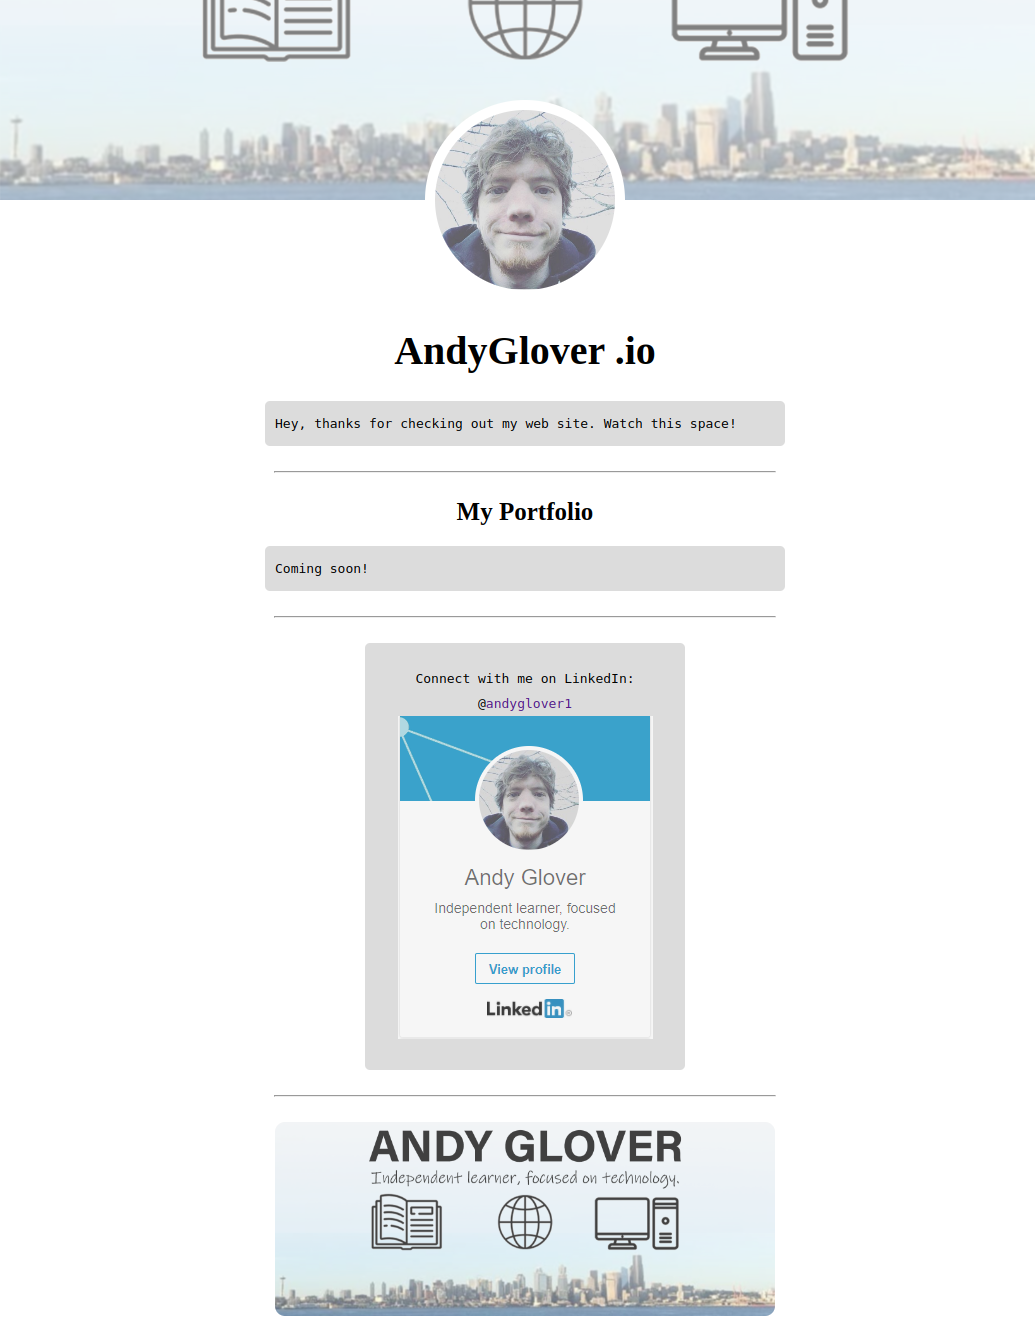 AndyGlover .io
Hey, thanks for checking out my web site. Watch this space!
My Portfolio
Coming soon!
Connect with me on LinkedIn:
@andyglover1
Andy Glover
Independent learner, focused
on technology.
View profile
Linkedin®
ANDY GLOVER
Independent learner, focused on technology.